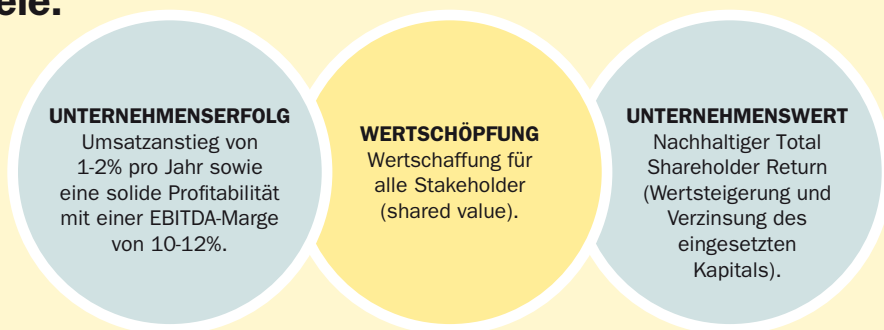 UNTERNEHMENSERFOLG
Umsatzanstieg von
1-2% pro Jahr sowie
eine solide Profitabilität
mit einer EBITDA-Marge
von 10-12%.
WERTSCHÖPFUNG
Wertschaffung für
alle Stakeholder
(shared value).
UNTERNEHMENSWERT
Nachhaltiger Total
Shareholder Return
(Wertsteigerung und
Verzinsung des
eingesetzten
Kapitals).